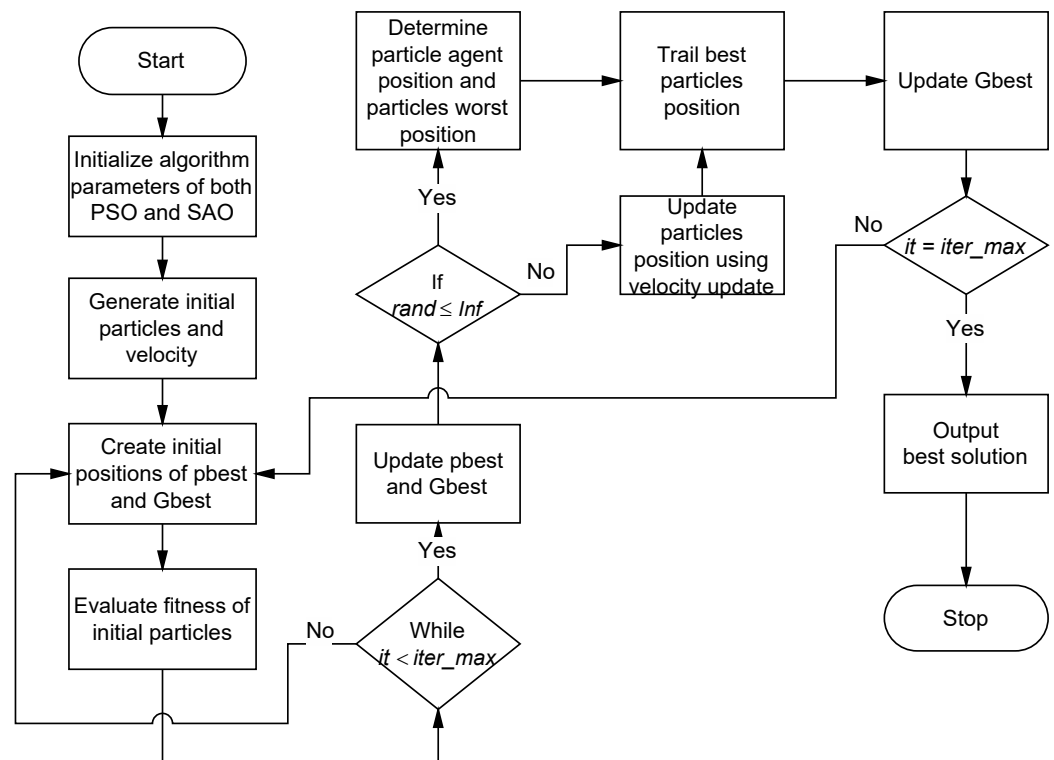 Start
Initialize algorithm
parameters of both
PSO and SAO
Generate initial
particles and
velocity
Create initial
positions of pbest
and Gbest
Evaluate fitness of
initial particles
No
While
it < iter_max
Yes
Update pbest
and Gbest
If
rand ≤ Inf
Yes
No
Determine
particle agent
position and
particles worst
position
Update
particles
position using
velocity update
Trail best
particles
position
Update Gbest
No
it = iter_max
Yes
Output
best solution
Stop